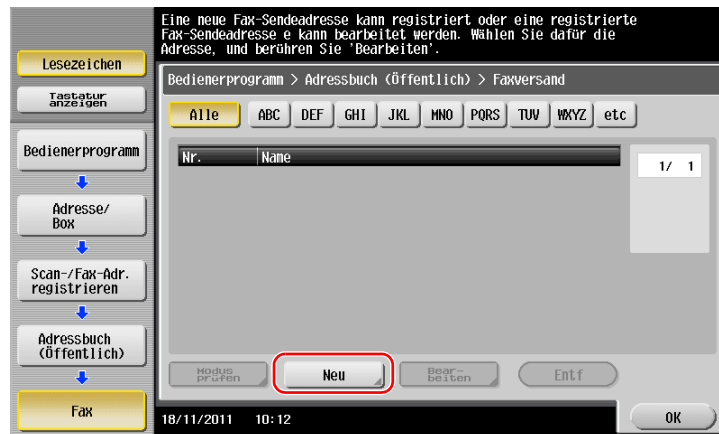 Eine neue Fax-Sendeadresse kann registriert oder eine registrierte
Fax-Sendeadresse e kann bearbeitet werden. Wählen Sie dafür die
Adresse, und berühren Sie 'Bearbeiten'.
Lesezeichen
Tastatur
anzeigen
Bedienerprogramm
Adresse/
Box
Scan-/Fax-Adr.
registrieren
Adressbuch
(Öffentlich)
Fax
Bedienerprogramm > Adressbuch (Öffentlich) > Faxversand
Alle ABC DEF GHI JKL MNO PQRS TUV WXYZ etc
Nr. Name
1/ 1
Modus
prüfen
Neu
Bear-
beiten
Entf
18/11/2011 10:12
OK